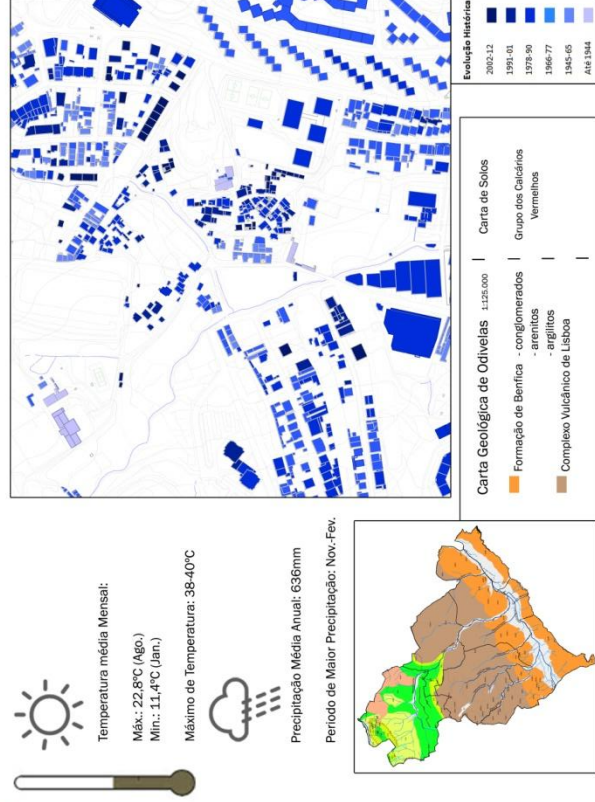 Temperatura média Mensal:
Máx.: 22,8ºC (Ago.)
Min.: 11,4ºC (Jan.)
Máximo de Temperatura: 38-40ºC
Precipitação Média Anual: 636mm
Período de Maior Precipitação: Nov.-Fev.
Evolução Histórica
2002-12
1991-01
1978-90
1966-77
1945-65
Até 1944
Carta Geológica de Odivelas 1:125.000 | Carta de Solos
Formação de Benfica - conglomerados | Grupo dos Calcários
Vermelhos
- arenitos
- argilitos |
Complexo Vulcânico de Lisboa |